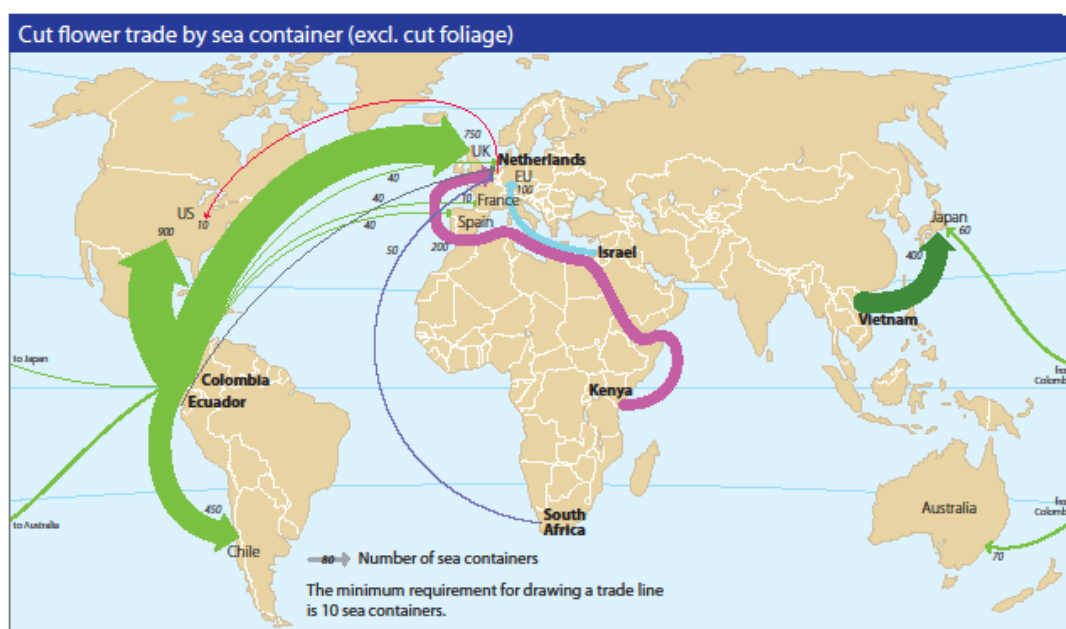 Cut flower trade by sea container (excl. cut foliage)
750
UK
Netherlands
EU
100
40
10
France
40
US
10
Spain
40
Japan
60
900
50
200
Israel
400
Vietnam
to Japan
Colombia
Ecuador
Kenya
450
South
Africa
Australia
to Australia
Chile
70
80
Number of sea containers
The minimum requirement for drawing a trade line
is 10 sea containers.